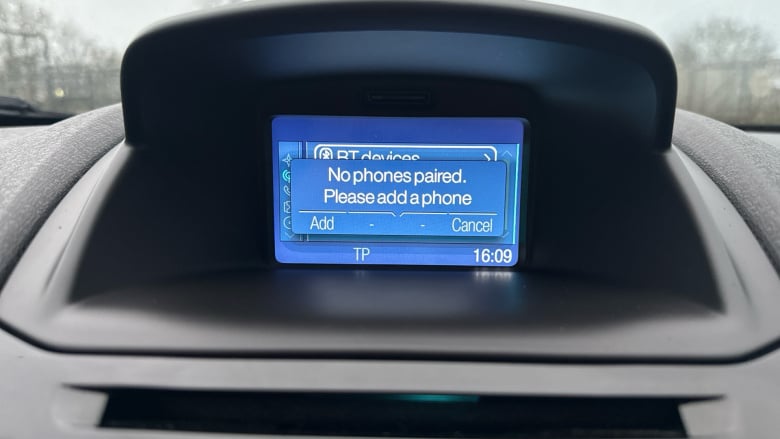 BT devices
No phones paired.
Please add a phone
Add - - Cancel
TP 16:09